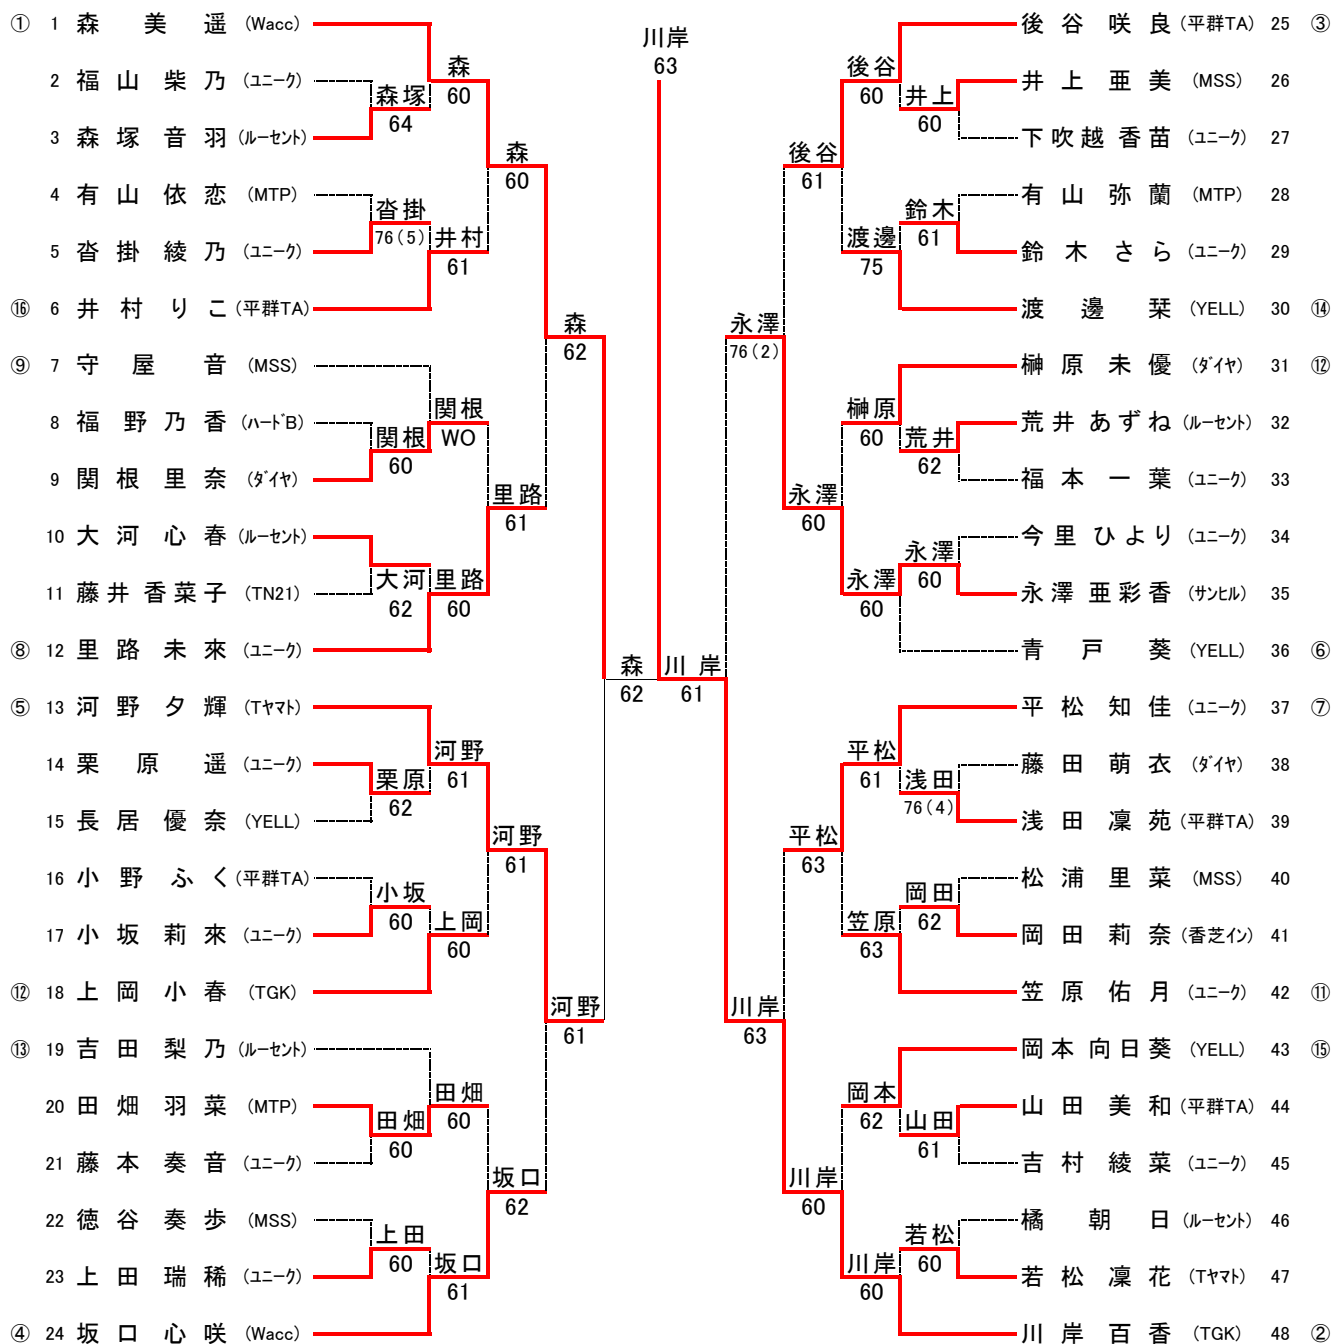 ① 1 森 美 遥 (Wacc)
2 福 山 柴 乃 (ユニーク)
3 森 塚 音 羽 (ルーセント)
4 有 山 依 恋 (MTP)
5 沓 掛 綾 乃 (ユニーク)
⑯ 6 井 村 り こ (平群TA)
⑨ 7 守 屋 音 (MSS)
8 福 野 乃 香 (ハードB)
9 関 根 里 奈 (ダイヤ)
10 大 河 心 春 (ルーセント)
11 藤 井 香 菜 子 (TN21)
⑧ 12 里 路 未 來 (ユニーク)
⑤ 13 河 野 夕 輝 (Tヤマト)
14 栗 原 遥 (ユニーク)
15 長 居 優 奈 (YELL)
16 小 野 ふ く (平群TA)
17 小 坂 莉 來 (ユニーク)
⑫ 18 上 岡 小 春 (TGK)
⑬ 19 吉 田 梨 乃 (ルーセント)
20 田 畑 羽 菜 (MTP)
21 藤 本 奏 音 (ユニーク)
22 徳 谷 奏 歩 (MSS)
23 上 田 瑞 稀 (ユニーク)
④ 24 坂 口 心 咲 (Wacc)
森塚
64
沓掛
76(5)
関根
60
大河
62
栗原
62
小坂
60
田畑
60
上田
60
森
60
井村
61
関根
WO
里路
60
河野
61
上岡
60
田畑
60
坂口
61
森
60
里路
61
河野
61
坂口
62
森
62
河野
61
森
62
川岸
63
川 岸
61
永澤
76(2)
川岸
63
後谷
61
永澤
60
平松
63
川岸
60
後谷
60
渡邊
75
榊原
60
永澤
60
平松
61
笠原
63
岡本
62
川岸
60
井上
60
鈴木
61
荒井
62
永澤
60
浅田
76(4)
岡田
62
山田
61
若松
60
後 谷 咲 良 (平群TA) 25 ③
井 上 亜 美 (MSS) 26
下 吹 越 香 苗 (ユニーク) 27
有 山 弥 蘭 (MTP) 28
鈴 木 さ ら (ユニーク) 29
渡 邊 栞 (YELL) 30 ⑭
榊 原 未 優 (ダイヤ) 31 ⑫
荒 井 あ ず ね (ルーセント) 32
福 本 一 葉 (ユニーク) 33
今 里 ひ よ り (ユニーク) 34
永 澤 亜 彩 香 (サンヒル) 35
青 戸 葵 (YELL) 36 ⑥
平 松 知 佳 (ユニーク) 37 ⑦
藤 田 萌 衣 (ダイヤ) 38
浅 田 凜 苑 (平群TA) 39
松 浦 里 菜 (MSS) 40
岡 田 莉 奈 (香芝イン) 41
笠 原 佑 月 (ユニーク) 42 ⑪
岡 本 向 日 葵 (YELL) 43 ⑮
山 田 美 和 (平群TA) 44
吉 村 綾 菜 (ユニーク) 45
橘 朝 日 (ルーセント) 46
若 松 凜 花 (Tヤマト) 47
川 岸 百 香 (TGK) 48 ②